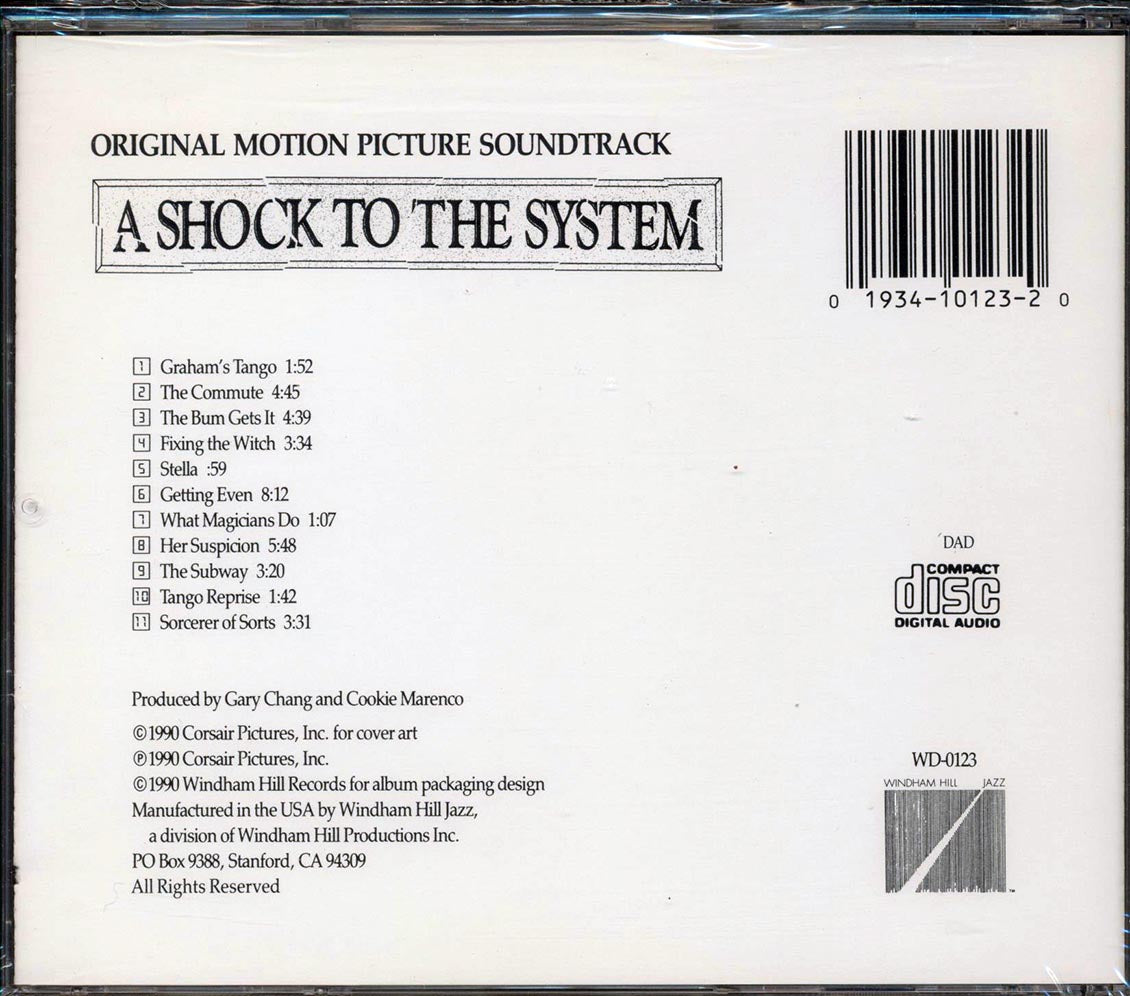 ORIGINAL MOTION PICTURE SOUNDTRACK
A SHOCK TO THE SYSTEM
0 1934-10123-2 0
1 Graham's Tango 1:52
2 The Commute 4:45
3 The Bum Gets It 4:39
4 Fixing the Witch 3:34
5 Stella :59
6 Getting Even 8:12
7 What Magicians Do 1:07
8 Her Suspicion 5:48
9 The Subway 3:20
10 Tango Reprise 1:42
11 Sorcerer of Sorts 3:31
DAD
COMPACT
disc
DIGITAL AUDIO
Produced by Gary Chang and Cookie Marenco
©1990 Corsair Pictures, Inc. for cover art
℗1990 Corsair Pictures, Inc.
©1990 Windham Hill Records for album packaging design
Manufactured in the USA by Windham Hill Jazz,
a division of Windham Hill Productions Inc.
PO Box 9388, Stanford, CA 94309
All Rights Reserved
WD-0123
WINDHAM HILL JAZZ
™